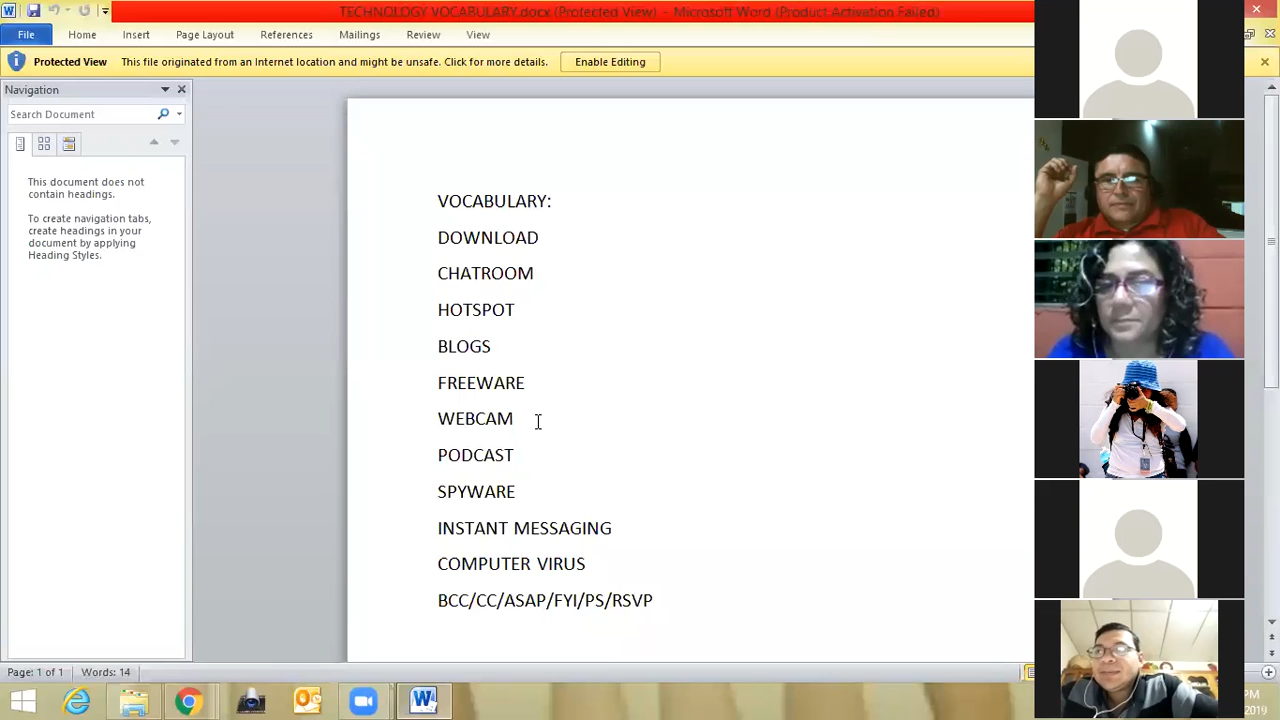 TECHNOLOGY VOCABULARY.docx (Protected View) - Microsoft Word (Product Activation Failed)
File Home Insert Page Layout References Mailings Review View
Protected View This file originated from an Internet location and might be unsafe. Click for more details. Enable Editing
Navigation
Search Document
This document does not
contain headings.
To create navigation tabs,
create headings in your
document by applying
Heading Styles.
VOCABULARY:
DOWNLOAD
CHATROOM
HOTSPOT
BLOGS
FREEWARE
WEBCAM
PODCAST
SPYWARE
INSTANT MESSAGING
COMPUTER VIRUS
BCC/CC/ASAP/FYI/PS/RSVP
Page: 1 of 1 Words: 14